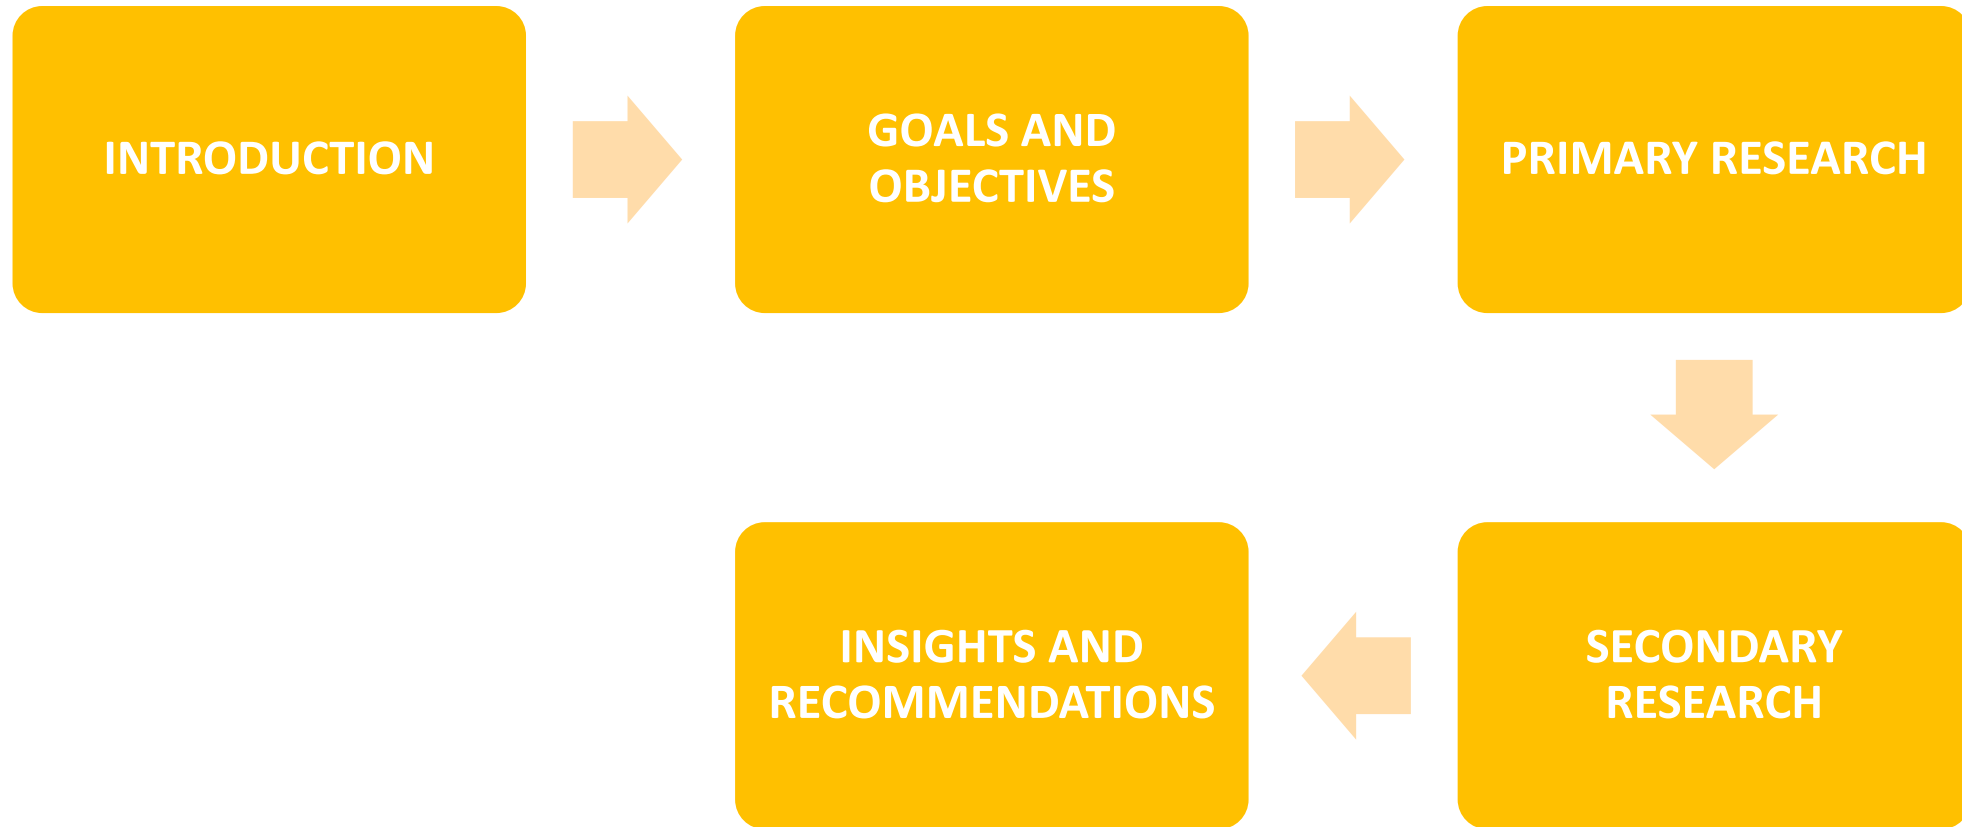 INTRODUCTION
GOALS AND
OBJECTIVES
PRIMARY RESEARCH
SECONDARY
RESEARCH
INSIGHTS AND
RECOMMENDATIONS